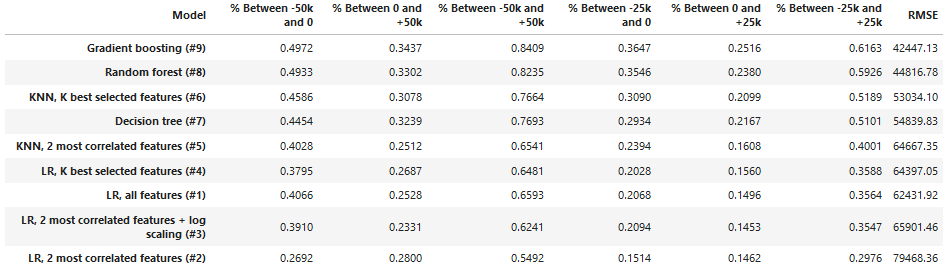 Model % Between -50k and 0 % Between 0 and +50k % Between -50k and +50k % Between -25k and 0 % Between 0 and +25k % Between -25k and +25k RMSE
Gradient boosting (#9) 0.4972 0.3437 0.8409 0.3647 0.2516 0.6163 42447.13
Random forest (#8) 0.4933 0.3302 0.8235 0.3546 0.2380 0.5926 44816.78
KNN, K best selected features (#6) 0.4586 0.3078 0.7664 0.3090 0.2099 0.5189 53034.10
Decision tree (#7) 0.4454 0.3239 0.7693 0.2934 0.2167 0.5101 54839.83
KNN, 2 most correlated features (#5) 0.4028 0.2512 0.6541 0.2394 0.1608 0.4001 64667.35
LR, K best selected features (#4) 0.3795 0.2687 0.6481 0.2028 0.1560 0.3588 64397.05
LR, all features (#1) 0.4066 0.2528 0.6593 0.2068 0.1496 0.3564 62431.92
LR, 2 most correlated features + log scaling (#3) 0.3910 0.2331 0.6241 0.2094 0.1453 0.3547 65901.46
LR, 2 most correlated features (#2) 0.2692 0.2800 0.5492 0.1514 0.1462 0.2976 79468.36